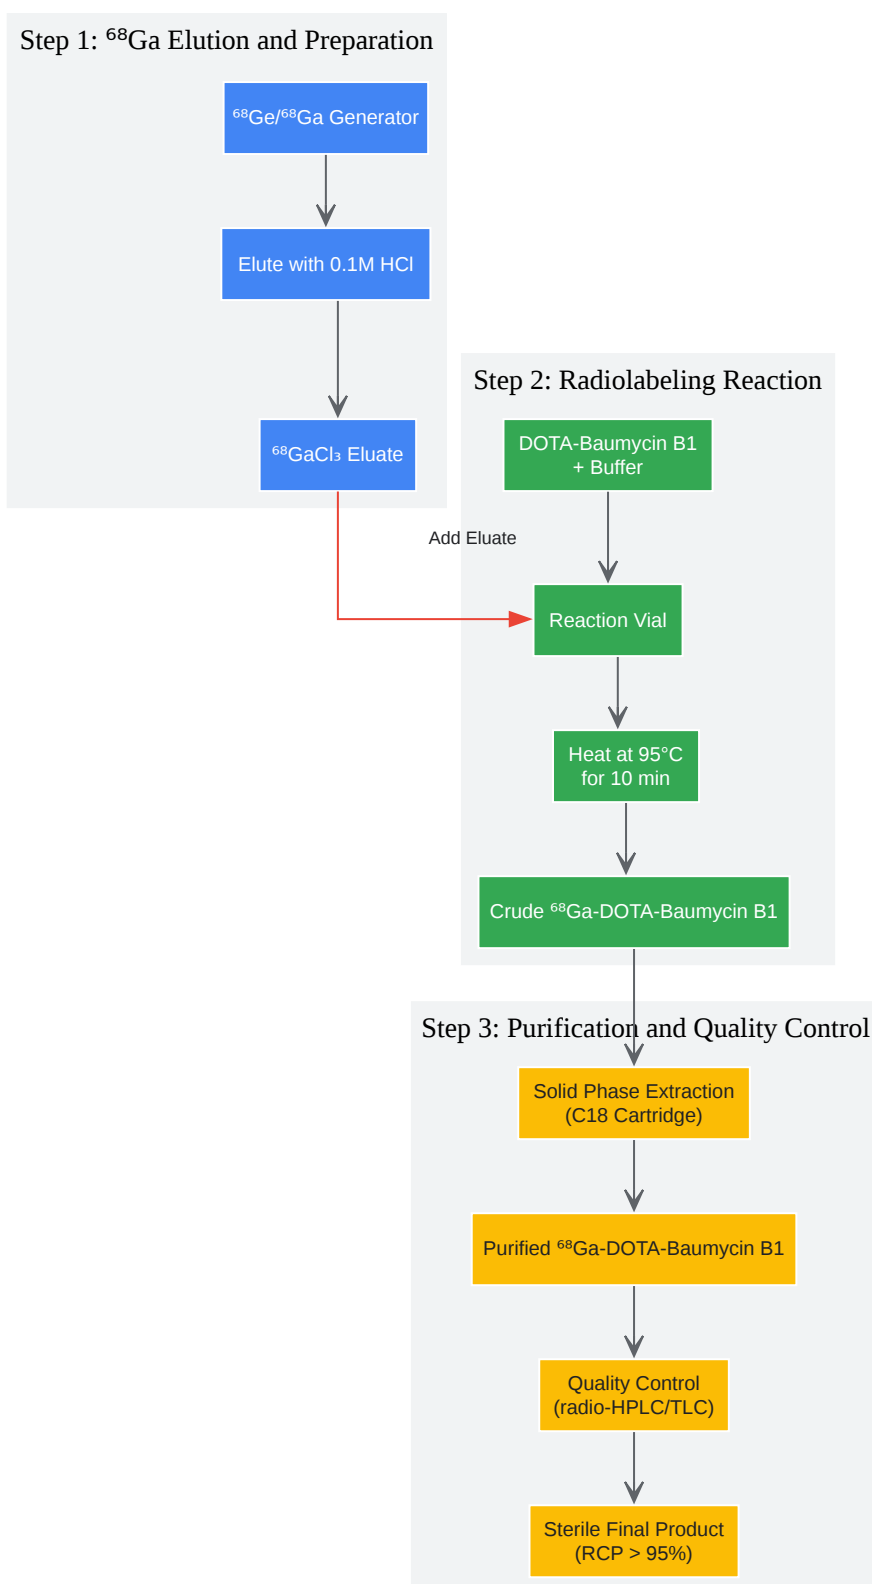 Step 1: ⁶⁸Ga Elution and Preparation
⁶⁸Ge/⁶⁸Ga Generator
Elute with 0.1M HCl
⁶⁸GaCl₃ Eluate
Add Eluate
Step 2: Radiolabeling Reaction
DOTA-Baumycin B1
+ Buffer
Reaction Vial
Heat at 95°C
for 10 min
Crude ⁶⁸Ga-DOTA-Baumycin B1
Step 3: Purification and Quality Control
Solid Phase Extraction
(C18 Cartridge)
Purified ⁶⁸Ga-DOTA-Baumycin B1
Quality Control
(radio-HPLC/TLC)
Sterile Final Product
(RCP > 95%)